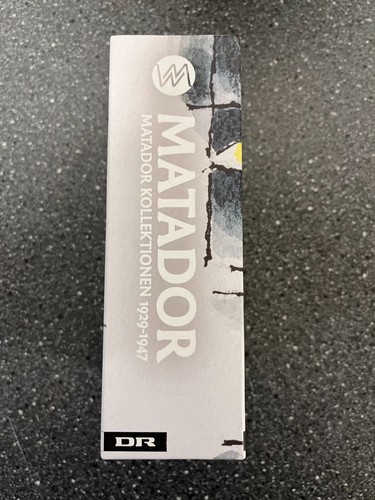 MATADOR
MATADOR KOLLEKTIONEN 1929-1947
DR